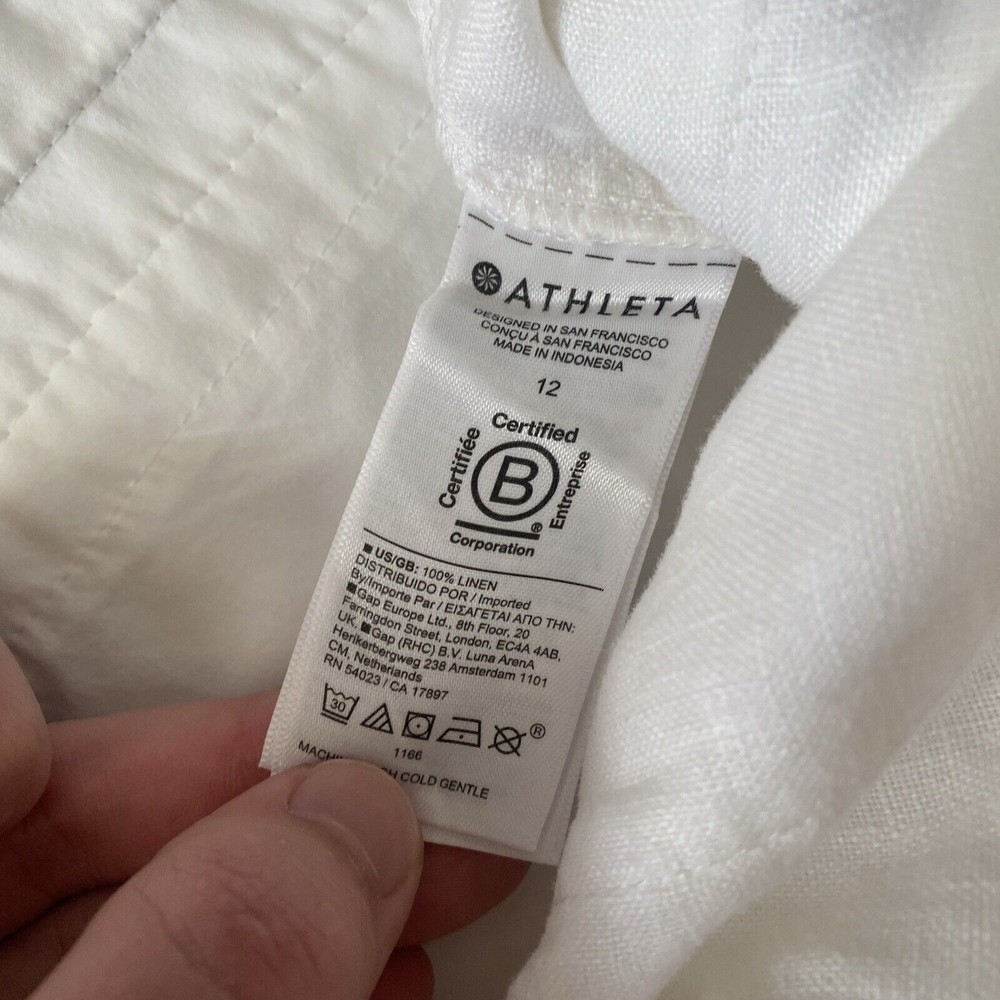 ATHLETA
DESIGNED IN SAN FRANCISCO
CONÇU À SAN FRANCISCO
MADE IN INDONESIA
12
Certified
Certifiée
B
Entreprise
®
Corporation
US/GB: 100% LINEN
DISTRIBUIDO POR / Imported
By/Importe Par / ΕΙΣΑΓΕΤΑΙ ΑΠΟ ΤΗΝ:
Gap Europe Ltd., 8th Floor, 20
Farringdon Street, London, EC4A 4AB,
UK, Gap (RHC) B.V. Luna ArenA
Herikerbergweg 238 Amsterdam 1101
CM, Netherlands
RN 54023 / CA 17897
30
®
1166
COLD GENTLE